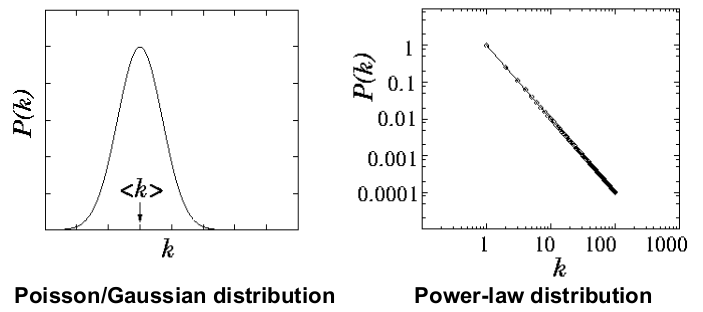 P(k)
<k>
k
Poisson/Gaussian distribution
P(k)
1
0.1
0.01
0.001
0.0001
1 10 100 1000
k
Power-law distribution